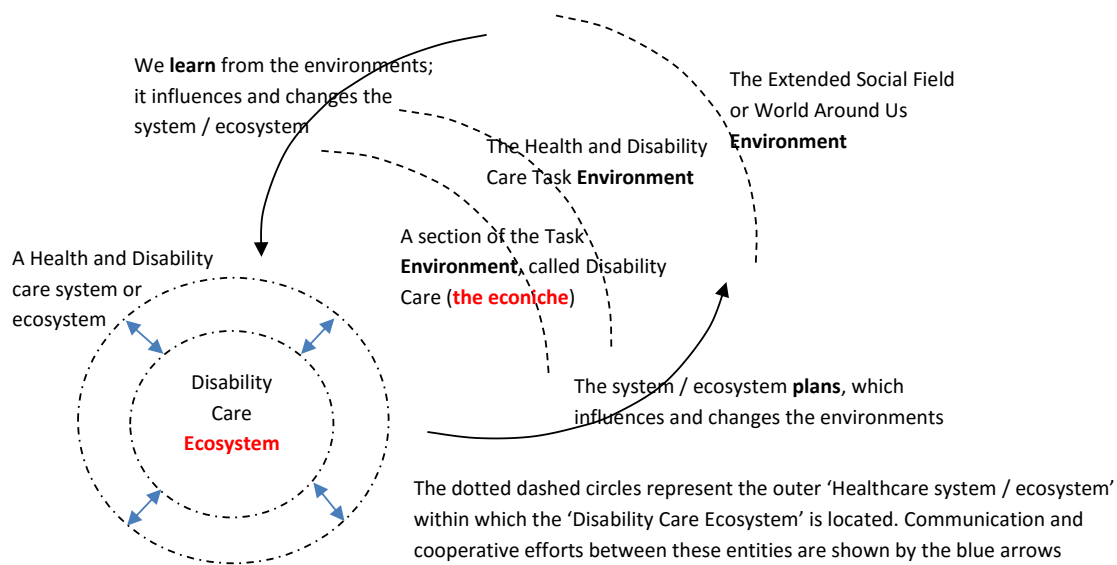 We learn from the environments;
it influences and changes the
system / ecosystem
The Extended Social Field
or World Around Us
Environment
The Health and Disability
Care Task Environment
A section of the Task
Environment, called Disability
Care (the econiche)
A Health and Disability
care system or
ecosystem
Disability
Care
Ecosystem
The system / ecosystem plans, which
influences and changes the environments
The dotted dashed circles represent the outer ‘Healthcare system / ecosystem’
within which the ‘Disability Care Ecosystem’ is located. Communication and
cooperative efforts between these entities are shown by the blue arrows